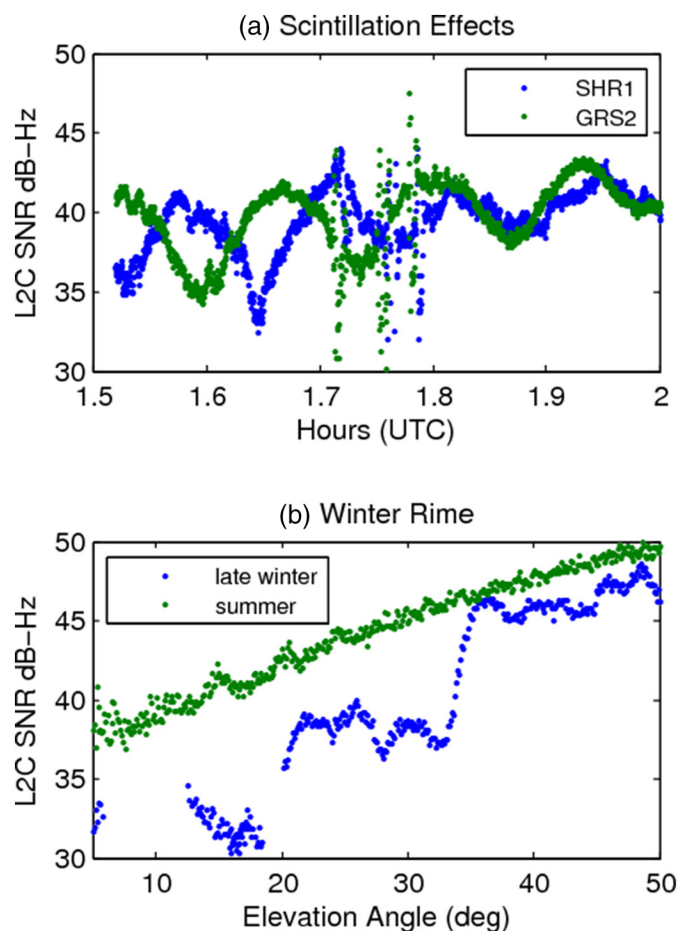 (a) Scintillation Effects
50
45
40
35
30
L2C SNR dB-Hz
SHR1
GRS2
1.5 1.6 1.7 1.8 1.9 2
Hours (UTC)
(b) Winter Rime
50
45
40
35
30
L2C SNR dB-Hz
late winter
summer
10 20 30 40 50
Elevation Angle (deg)